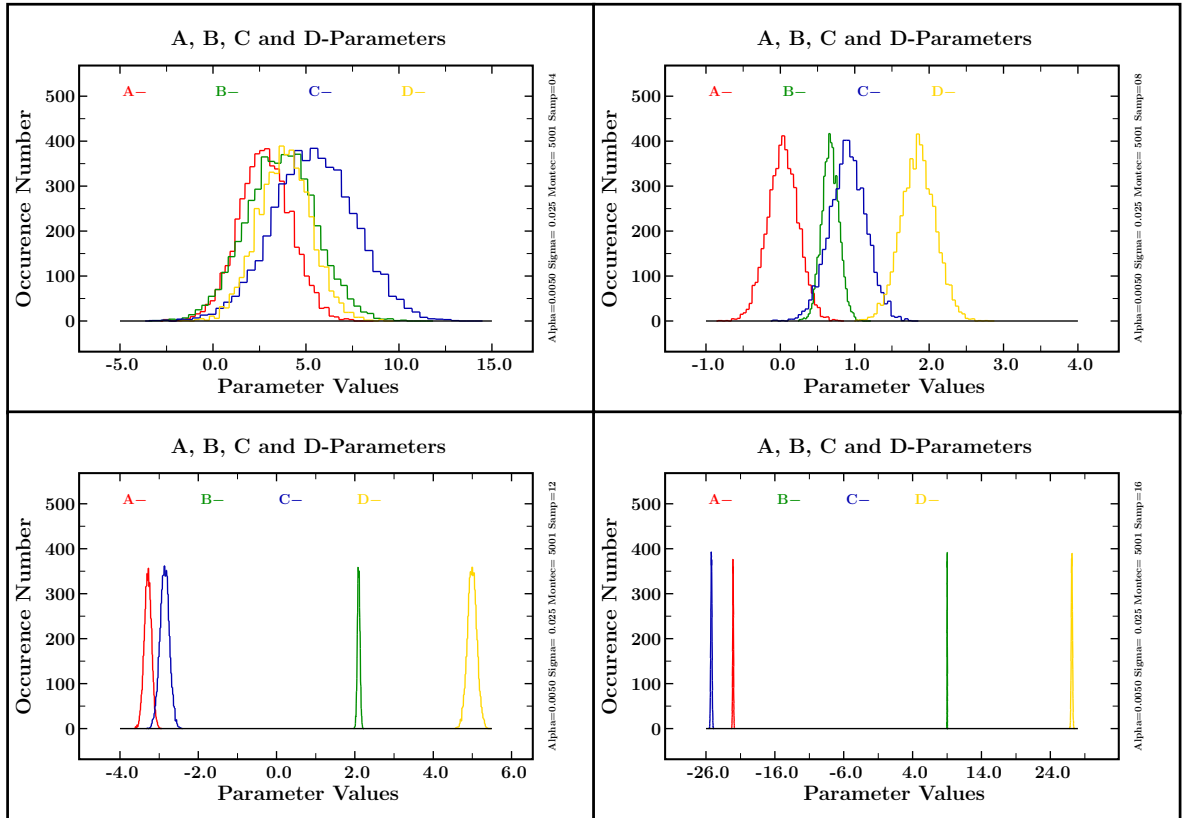 A, B, C and D-Parameters
500
400
300
200
100
0
Occurence Number
A– B– C– D–
-5.0 0.0 5.0 10.0 15.0
Parameter Values
Alpha=0.0050 Sigma= 0.025 Montec= 5001 Samp=04
A, B, C and D-Parameters
500
400
300
200
100
0
Occurence Number
A– B– C– D–
-1.0 0.0 1.0 2.0 3.0 4.0
Parameter Values
Alpha=0.0050 Sigma= 0.025 Montec= 5001 Samp=08
A, B, C and D-Parameters
500
400
300
200
100
0
Occurence Number
A– B– C– D–
-4.0 -2.0 0.0 2.0 4.0 6.0
Parameter Values
Alpha=0.0050 Sigma= 0.025 Montec= 5001 Samp=12
A, B, C and D-Parameters
500
400
300
200
100
0
Occurence Number
A– B– C– D–
-26.0 -16.0 -6.0 4.0 14.0 24.0
Parameter Values
Alpha=0.0050 Sigma= 0.025 Montec= 5001 Samp=16